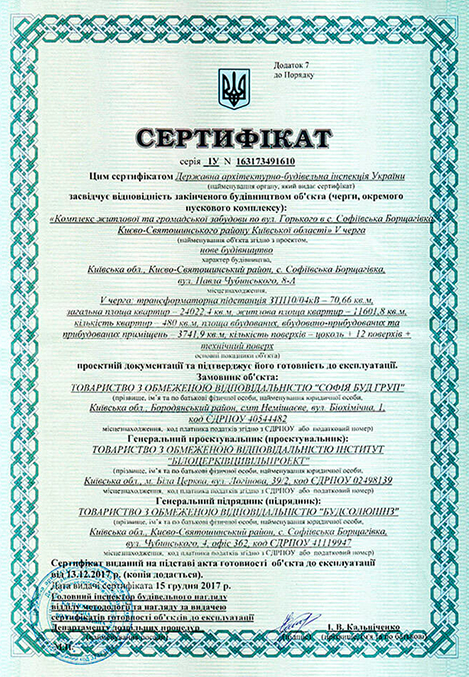 Додаток 7
до Порядку
СЕРТИФІКАТ
серія ІУ N 163173491610
Цим сертифікатом Державна архітектурно-будівельна інспекція України
(найменування органу, який видає сертифікат)
засвідчує відповідність закінченого будівництвом об'єкта (черги, окремого
пускового комплексу):
«Комплекс житлової та громадської забудови по вул. Горького в с. Софіївська Борщагівка,
Києво-Святошинського району Київської області» V черга
(найменування об'єкта згідно з проектом,
нове будівництво
характер будівництва,
Київська обл., Києво-Святошинський район, с. Софіївська Борщагівка,
вул. Павла Чубинського, 8-А
місцезнаходження,
V черга: трансформаторна підстанція ЗТП10/04кВ – 70,66 кв.м,
загальна площа квартир – 24022,4 кв.м, житлова площа квартир – 11601,8 кв.м,
кількість квартир – 480 кв.м, площа вбудованих, вбудовано-прибудованих та
прибудованих приміщень – 3741,9 кв.м, кількість поверхів – цоколь + 12 поверхів +
технічний поверх
основні показники об'єкта)
проектній документації та підтверджує його готовність до експлуатації.
Замовник об'єкта:
ТОВАРИСТВО З ОБМЕЖЕНОЮ ВІДПОВІДАЛЬНІСТЮ "СОФІЯ БУД ГРУП"
(прізвище, ім'я та по батькові фізичної особи, найменування юридичної особи,
Київська обл., Бородянський район, смт Немішаєве, вул. Біохімічна, 1,
код ЄДРПОУ 40544482
місцезнаходження, код платника податків згідно з ЄДРПОУ або податковий номер)
Генеральний проектувальник (проектувальник):
ТОВАРИСТВО З ОБМЕЖЕНОЮ ВІДПОВІДАЛЬНІСТЮ ІНСТИТУТ
"БІЛОЦЕРКІВЦИВІЛЬПРОЕКТ"
(прізвище, ім'я та по батькові фізичної особи, найменування юридичної особи,
Київська обл., м. Біла Церква, вул. Логінова, 39/2, код ЄДРПОУ 02498139
місцезнаходження, код платника податків згідно з ЄДРПОУ або податковий номер)
Генеральний підрядник (підрядник):
ТОВАРИСТВО З ОБМЕЖЕНОЮ ВІДПОВІДАЛЬНІСТЮ "БУДСОЛЮШНЗ"
(прізвище, ім'я та по батькові фізичної особи, найменування юридичної особи,
Київська обл., Києво-Святошинський район, с. Софіївська Борщагівка,
вул. Чубинського, 4, офіс 362, код ЄДРПОУ 41119947
місцезнаходження, код платника податків згідно з ЄДРПОУ або податковий номер)
Сертифікат виданий на підставі акта готовності об'єкта до експлуатації
від 13.12.2017 р. (копія додається).
Дата видачі сертифіката 15 грудня 2017 р.
Головний інспектор будівельного нагляду
відділу методології та нагляду за видачею
сертифікатів готовності об'єктів до експлуатації
Департаменту дозвільних процедур
І. В. Кальніченко
(найменування посади) (підпис) (прізвище, ім'я та по батькові)
М.П.